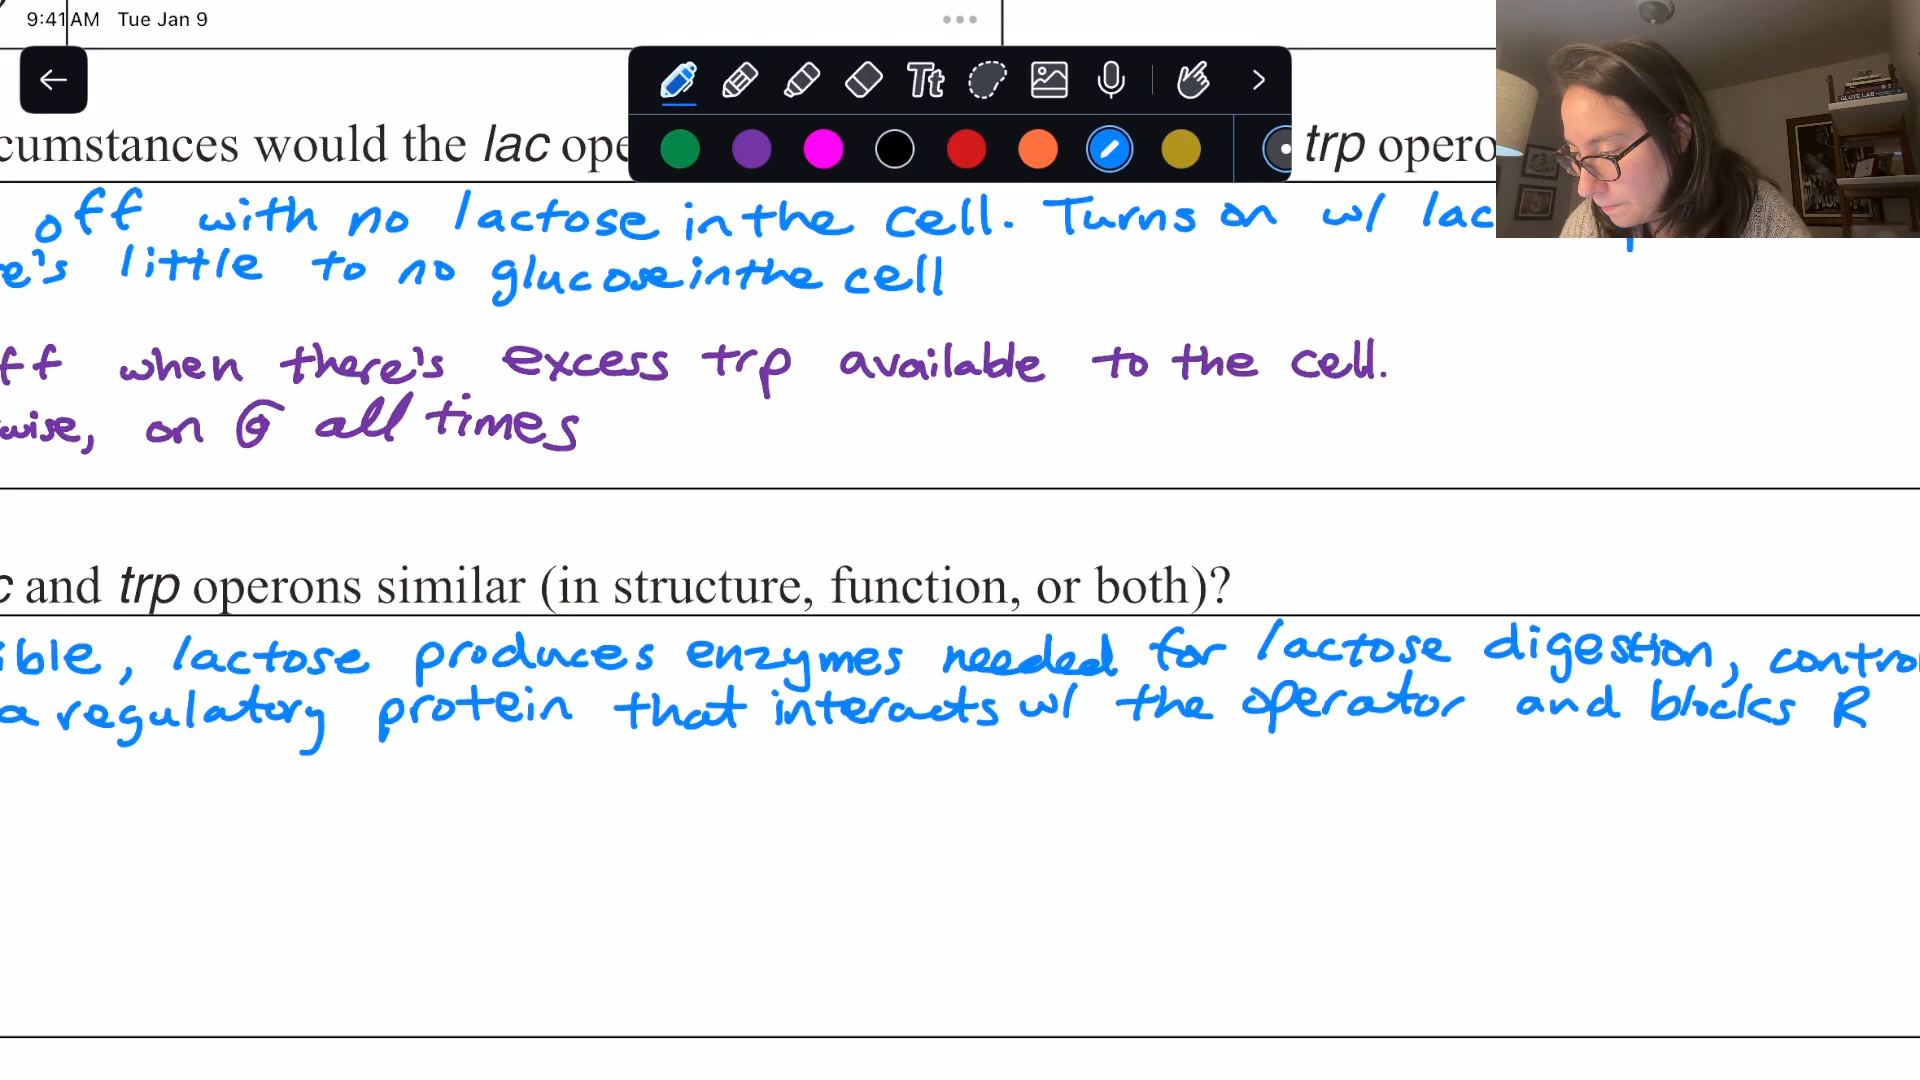 9:41 AM Tue Jan 9
Tt
cumstances would the lac ope trp opero
off with no lactose in the cell. Turns on w/ lac
e's little to no glucose in the cell
ff when there's excess trp available to the cell.
wise, on @ all times
c and trp operons similar (in structure, function, or both)?
ible, lactose produces enzymes needed for lactose digestion, contro
a regulatory protein that interacts w/ the operator and blocks R
GLUTE LAB